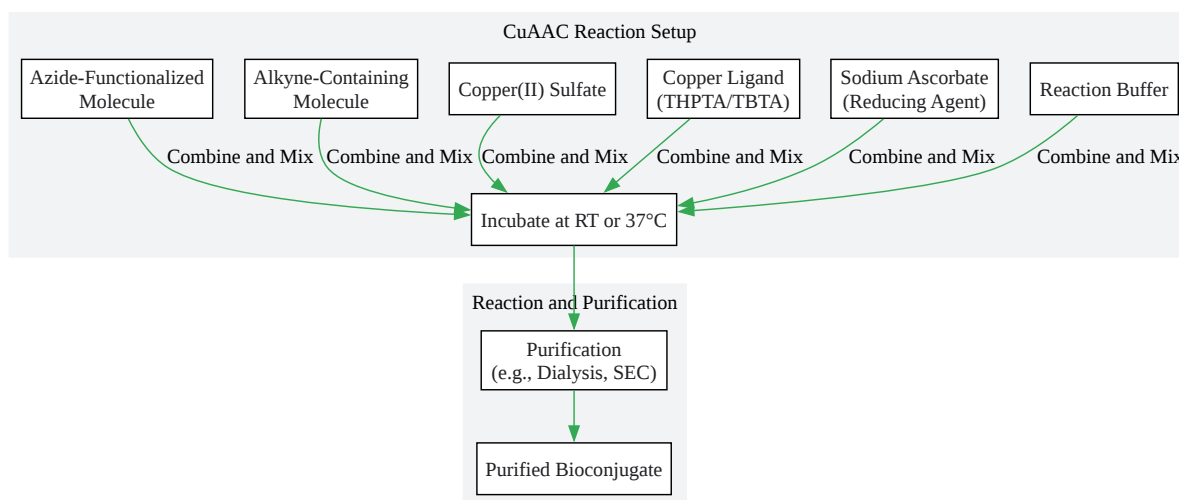 CuAAC Reaction Setup
Azide-Functionalized
Molecule
Alkyne-Containing
Molecule
Copper(II) Sulfate
Copper Ligand
(THPTA/TBTA)
Sodium Ascorbate
(Reducing Agent)
Reaction Buffer
Combine and Mix
Combine and Mix
Combine and Mix
Combine and Mix
Combine and Mix
Combine and Mix
Incubate at RT or 37°C
Reaction and Purification
Purification
(e.g., Dialysis, SEC)
Purified Bioconjugate